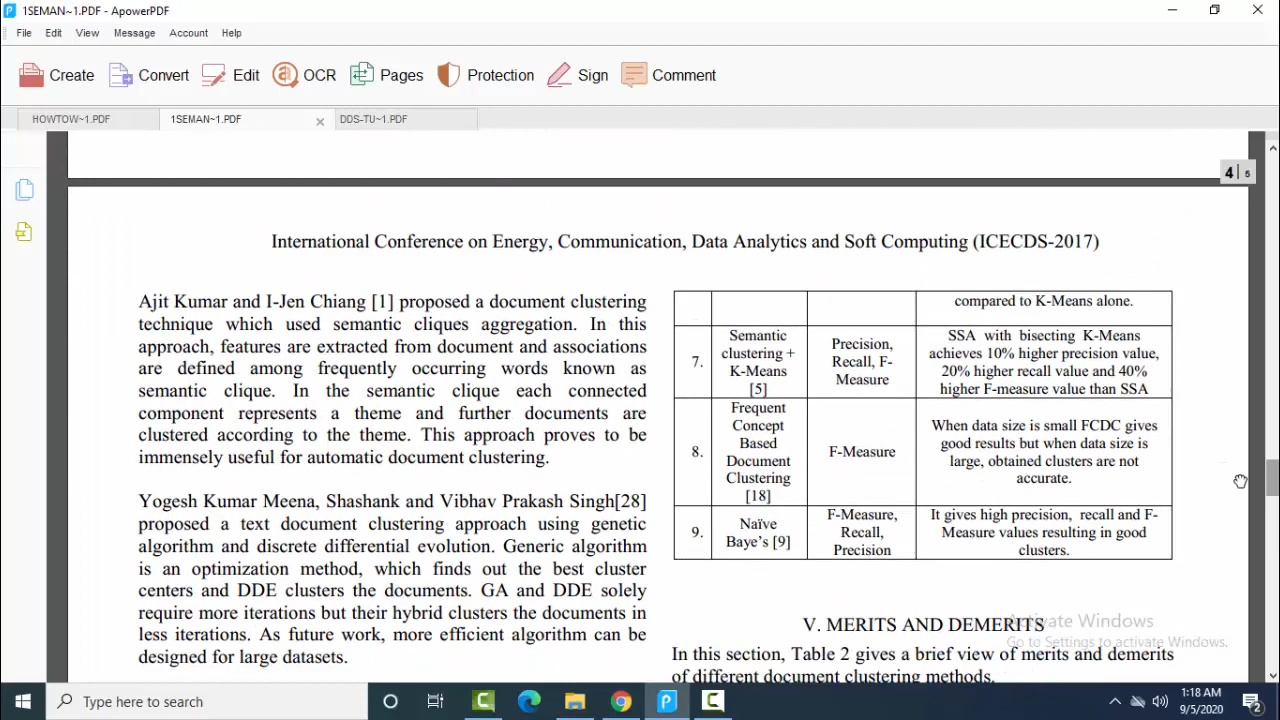 1SEMAN~1.PDF - ApowerPDF
File Edit View Message Account Help
Create Convert Edit OCR Pages Protection Sign Comment
HOWTOW~1.PDF 1SEMAN~1.PDF DDS-TU~1.PDF
4 | 5
International Conference on Energy, Communication, Data Analytics and Soft Computing (ICECDS-2017)
Ajit Kumar and I-Jen Chiang [1] proposed a document clustering
technique which used semantic cliques aggregation. In this
approach, features are extracted from document and associations
are defined among frequently occurring words known as
semantic clique. In the semantic clique each connected
component represents a theme and further documents are
clustered according to the theme. This approach proves to be
immensely useful for automatic document clustering.
Yogesh Kumar Meena, Shashank and Vibhav Prakash Singh[28]
proposed a text document clustering approach using genetic
algorithm and discrete differential evolution. Generic algorithm
is an optimization method, which finds out the best cluster
centers and DDE clusters the documents. GA and DDE solely
require more iterations but their hybrid clusters the documents in
less iterations. As future work, more efficient algorithm can be
designed for large datasets.
compared to K-Means alone.
7.
Semantic
clustering +
K-Means
[5]
Precision,
Recall, F-
Measure
SSA with bisecting K-Means
achieves 10% higher precision value,
20% higher recall value and 40%
higher F-measure value than SSA
8.
Frequent
Concept
Based
Document
Clustering
[18]
F-Measure
When data size is small FCDC gives
good results but when data size is
large, obtained clusters are not
accurate.
9.
Naïve
Baye's [9]
F-Measure,
Recall,
Precision
It gives high precision, recall and F-
Measure values resulting in good
clusters.
V. MERITS AND DEMERITS
In this section, Table 2 gives a brief view of merits and demerits
of different document clustering methods.
Activate Windows
Go to Settings to activate Windows.
Type here to search
1:18 AM
9/5/2020
2